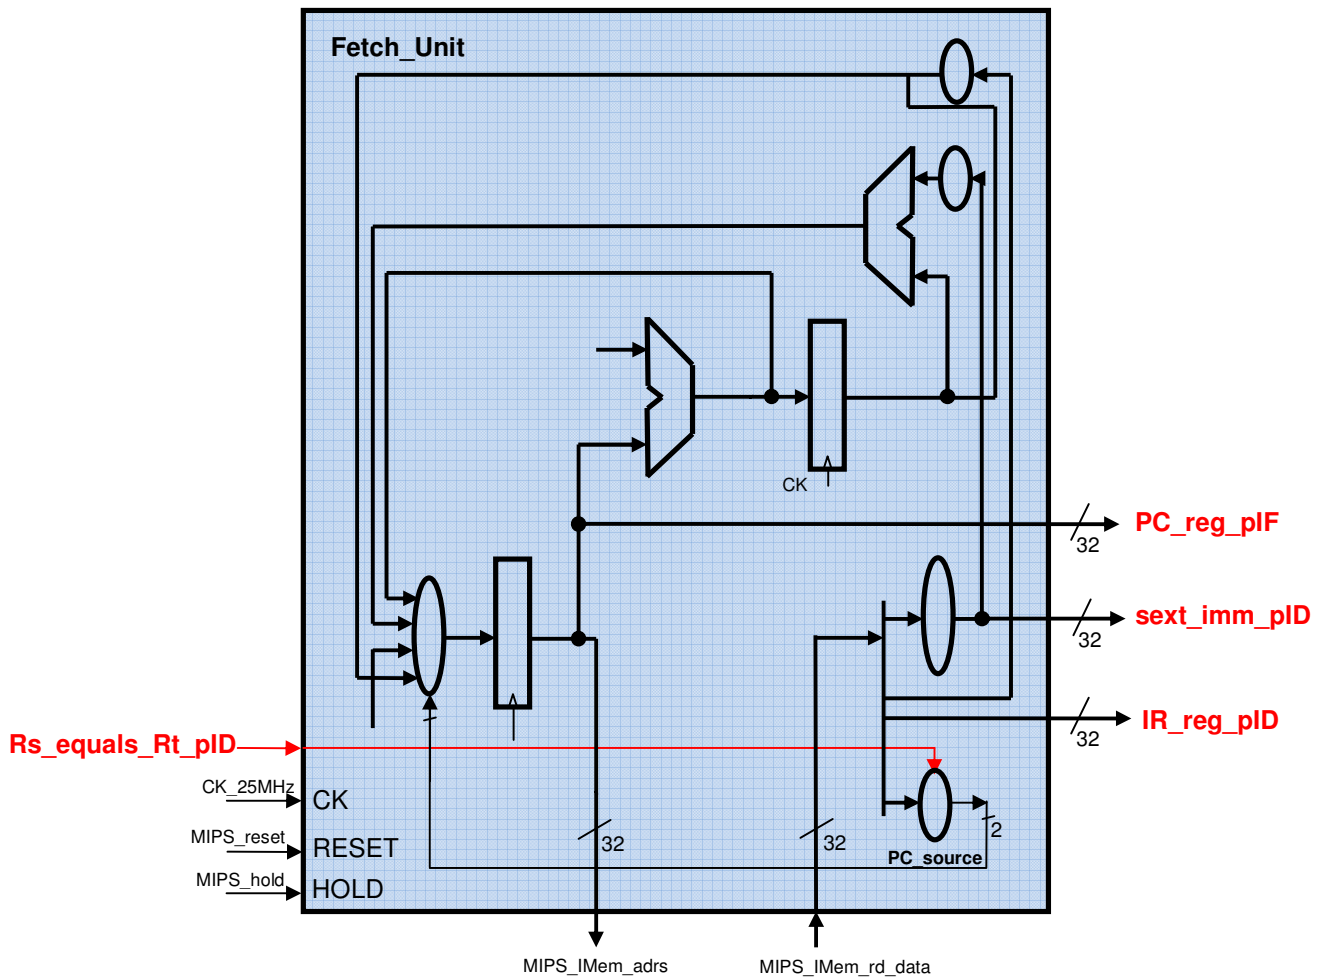 Fetch_Unit
CK
PC_reg_pIF
32
sext_imm_pID
32
IR_reg_pID
32
Rs_equals_Rt_pID
CK_25MHz
CK
MIPS_reset
RESET
MIPS_hold
HOLD
32
32
2
PC_source
MIPS_IMem_adrs
MIPS_IMem_rd_data